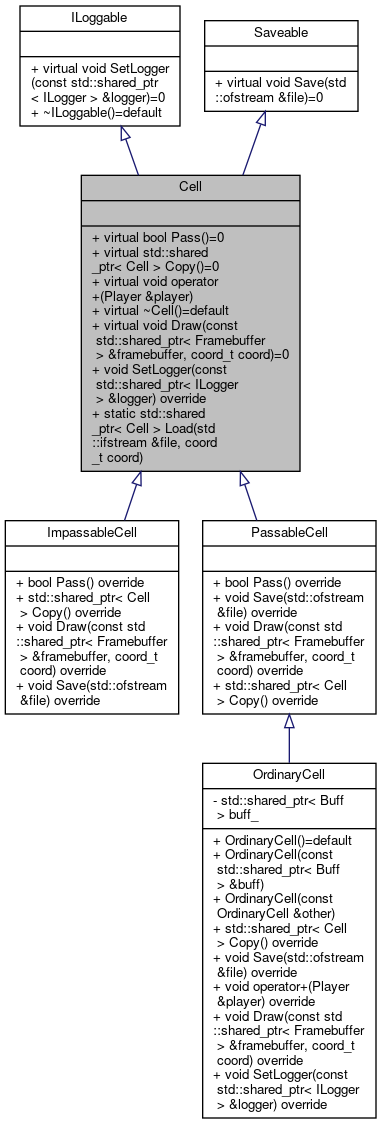 ILoggable
+ virtual void SetLogger
(const std::shared_ptr
< ILogger > &logger)=0
+ ~ILoggable()=default
Saveable
+ virtual void Save(std
::ofstream &file)=0
Cell
+ virtual bool Pass()=0
+ virtual std::shared
_ptr< Cell > Copy()=0
+ virtual void operator
+(Player &player)
+ virtual ~Cell()=default
+ virtual void Draw(const
std::shared_ptr< Framebuffer
> &framebuffer, coord_t coord)=0
+ void SetLogger(const
std::shared_ptr< ILogger
> &logger) override
+ static std::shared
_ptr< Cell > Load(std
::ifstream &file, coord
_t coord)
ImpassableCell
+ bool Pass() override
+ std::shared_ptr< Cell
> Copy() override
+ void Draw(const std
::shared_ptr< Framebuffer
> &framebuffer, coord_t
coord) override
+ void Save(std::ofstream
&file) override
PassableCell
+ bool Pass() override
+ void Save(std::ofstream
&file) override
+ void Draw(const std
::shared_ptr< Framebuffer
> &framebuffer, coord_t
coord) override
+ std::shared_ptr< Cell
> Copy() override
OrdinaryCell
- std::shared_ptr< Buff
> buff_
+ OrdinaryCell()=default
+ OrdinaryCell(const
std::shared_ptr< Buff
> &buff)
+ OrdinaryCell(const
OrdinaryCell &other)
+ std::shared_ptr< Cell
> Copy() override
+ void Save(std::ofstream
&file) override
+ void operator+(Player
&player) override
+ void Draw(const std
::shared_ptr< Framebuffer
> &framebuffer, coord_t
coord) override
+ void SetLogger(const
std::shared_ptr< ILogger
> &logger) override